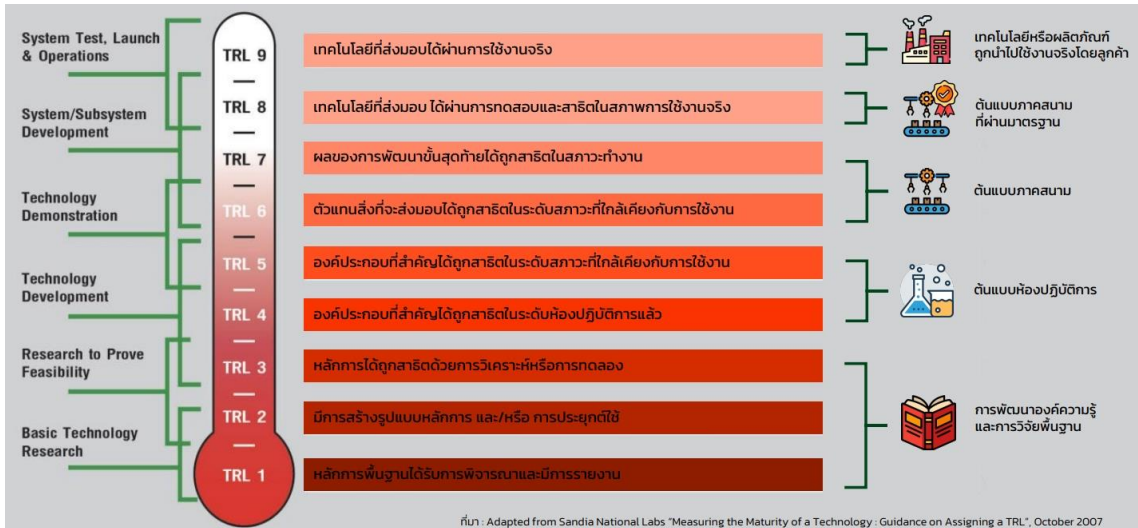 System Test, Launch
& Operations
TRL 9
เทคโนโลยีที่ส่งมอบได้ผ่านการใช้งานจริง
เทคโนโลยีหรือผลิตภัณฑ์
ถูกนำไปใช้งานจริงโดยลูกค้า
System/Subsystem
Development
TRL 8
เทคโนโลยีที่ส่งมอบ ได้ผ่านการทดสอบและสาธิตในสภาพการใช้งานจริง
ต้นแบบภาคสนาม
ที่ผ่านมาตรฐาน
TRL 7
ผลของการพัฒนาขั้นสุดท้ายได้ถูกสาธิตในสภาวะทำงาน
Technology
Demonstration
TRL 6
ตัวแทนสิ่งที่จะส่งมอบได้ถูกสาธิตในระดับสภาวะที่ใกล้เคียงกับการใช้งาน
ต้นแบบภาคสนาม
Technology
Development
TRL 5
องค์ประกอบที่สำคัญได้ถูกสาธิตในระดับสภาวะที่ใกล้เคียงกับการใช้งาน
ต้นแบบห้องปฏิบัติการ
TRL 4
องค์ประกอบที่สำคัญได้ถูกสาธิตในระดับห้องปฏิบัติการแล้ว
Research to Prove
Feasibility
TRL 3
หลักการได้ถูกสาธิตด้วยการวิเคราะห์หรือการทดลอง
Basic Technology
Research
TRL 2
มีการสร้างรูปแบบหลักการ และ/หรือ การประยุกต์ใช้
การพัฒนาองค์ความรู้
และการวิจัยพื้นฐาน
TRL 1
หลักการพื้นฐานได้รับการพิจารณาและมีการรายงาน
ที่มา : Adapted from Sandia National Labs "Measuring the Maturity of a Technology : Guidance on Assigning a TRL", October 2007